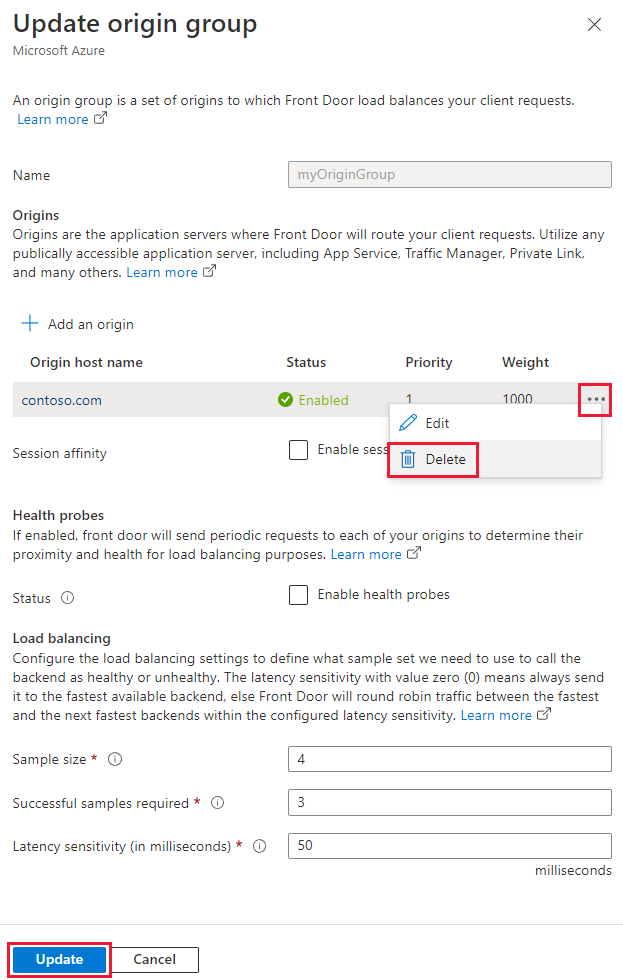 Update origin group
Microsoft Azure
An origin group is a set of origins to which Front Door load balances your client requests.
Learn more
Name
myOriginGroup
Origins
Origins are the application servers where Front Door will route your client requests. Utilize any
publically accessible application server, including App Service, Traffic Manager, Private Link,
and many others. Learn more
Add an origin
Origin host name Status Priority Weight
contoso.com Enabled 1 1000
Edit
Session affinity Enable sess
Delete
Health probes
If enabled, front door will send periodic requests to each of your origins to determine their
proximity and health for load balancing purposes. Learn more
Status Enable health probes
Load balancing
Configure the load balancing settings to define what sample set we need to use to call the
backend as healthy or unhealthy. The latency sensitivity with value zero (0) means always send
it to the fastest available backend, else Front Door will round robin traffic between the fastest
and the next fastest backends within the configured latency sensitivity. Learn more
Sample size * 4
Successful samples required * 3
Latency sensitivity (in milliseconds) * 50
milliseconds
Update Cancel